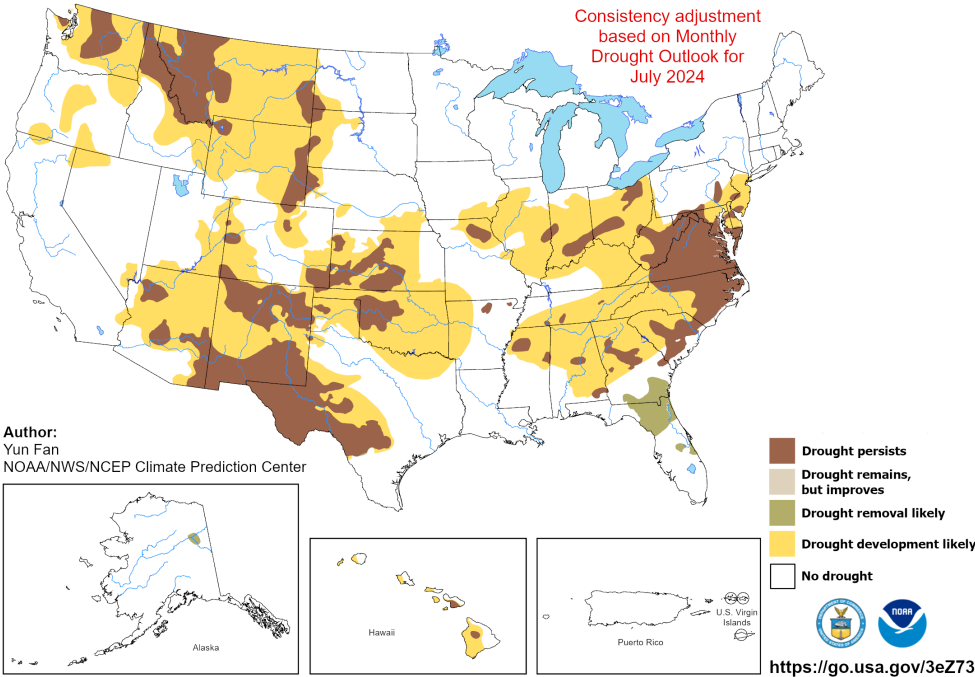 Consistency adjustment
based on Monthly
Drought Outlook for
July 2024
Author:
Yun Fan
NOAA/NWS/NCEP Climate Prediction Center
Drought persists
Drought remains,
but improves
Drought removal likely
Drought development likely
No drought
Alaska
Hawaii
Puerto Rico
U.S. Virgin
Islands
NOAA
https://go.usa.gov/3eZ73